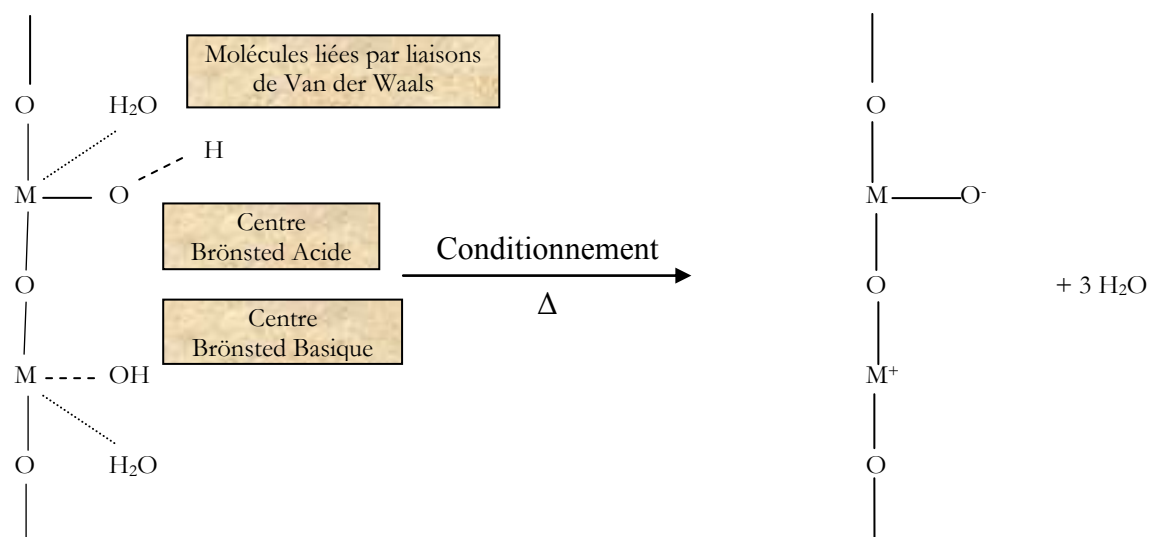 Molécules liées par liaisons
de Van der Waals
O
H₂O
H
M
O
Centre
Brönsted Acide
O
Centre
Brönsted Basique
M
OH
O
H₂O
Conditionnement
Δ
O
M
O⁻
O
+ 3 H₂O
M⁺
O